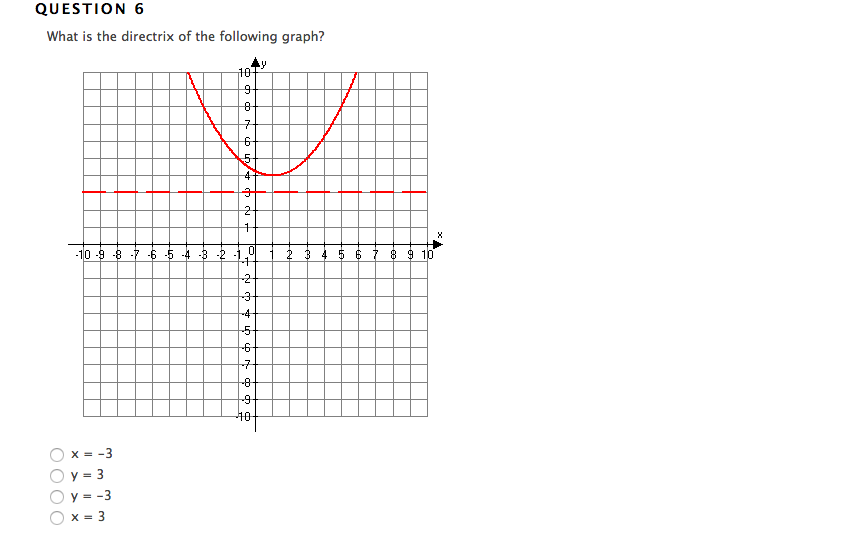 QUESTION 6
What is the directrix of the following graph?
y
10
9
8
7
6
5
4
3
2
1
x
-10 -9 -8 -7 -6 -5 -4 -3 -2 -1 0 1 2 3 4 5 6 7 8 9 10
-1
-2
-3
-4
-5
-6
-7
-8
-9
-10
x = -3
y = 3
y = -3
x = 3